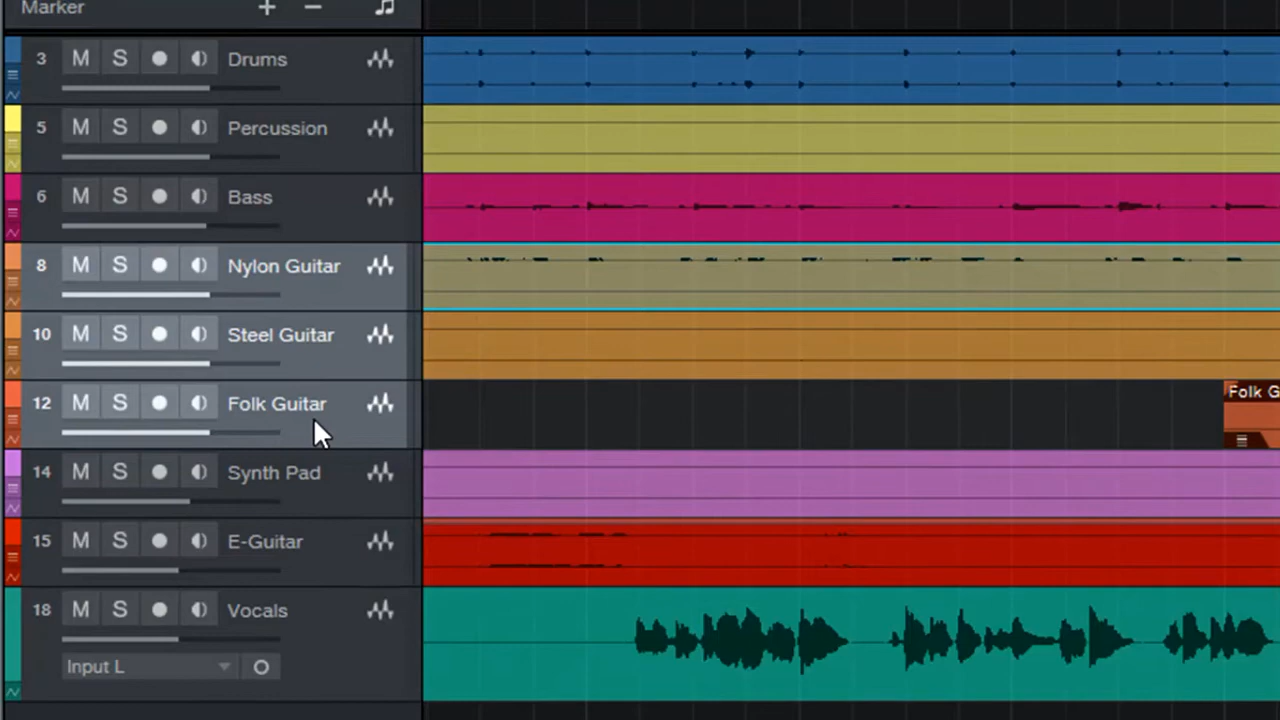 Marker
3 M S Drums
5 M S Percussion
6 M S Bass
8 M S Nylon Guitar
10 M S Steel Guitar
12 M S Folk Guitar
Folk G
14 M S Synth Pad
15 M S E-Guitar
18 M S Vocals
Input L